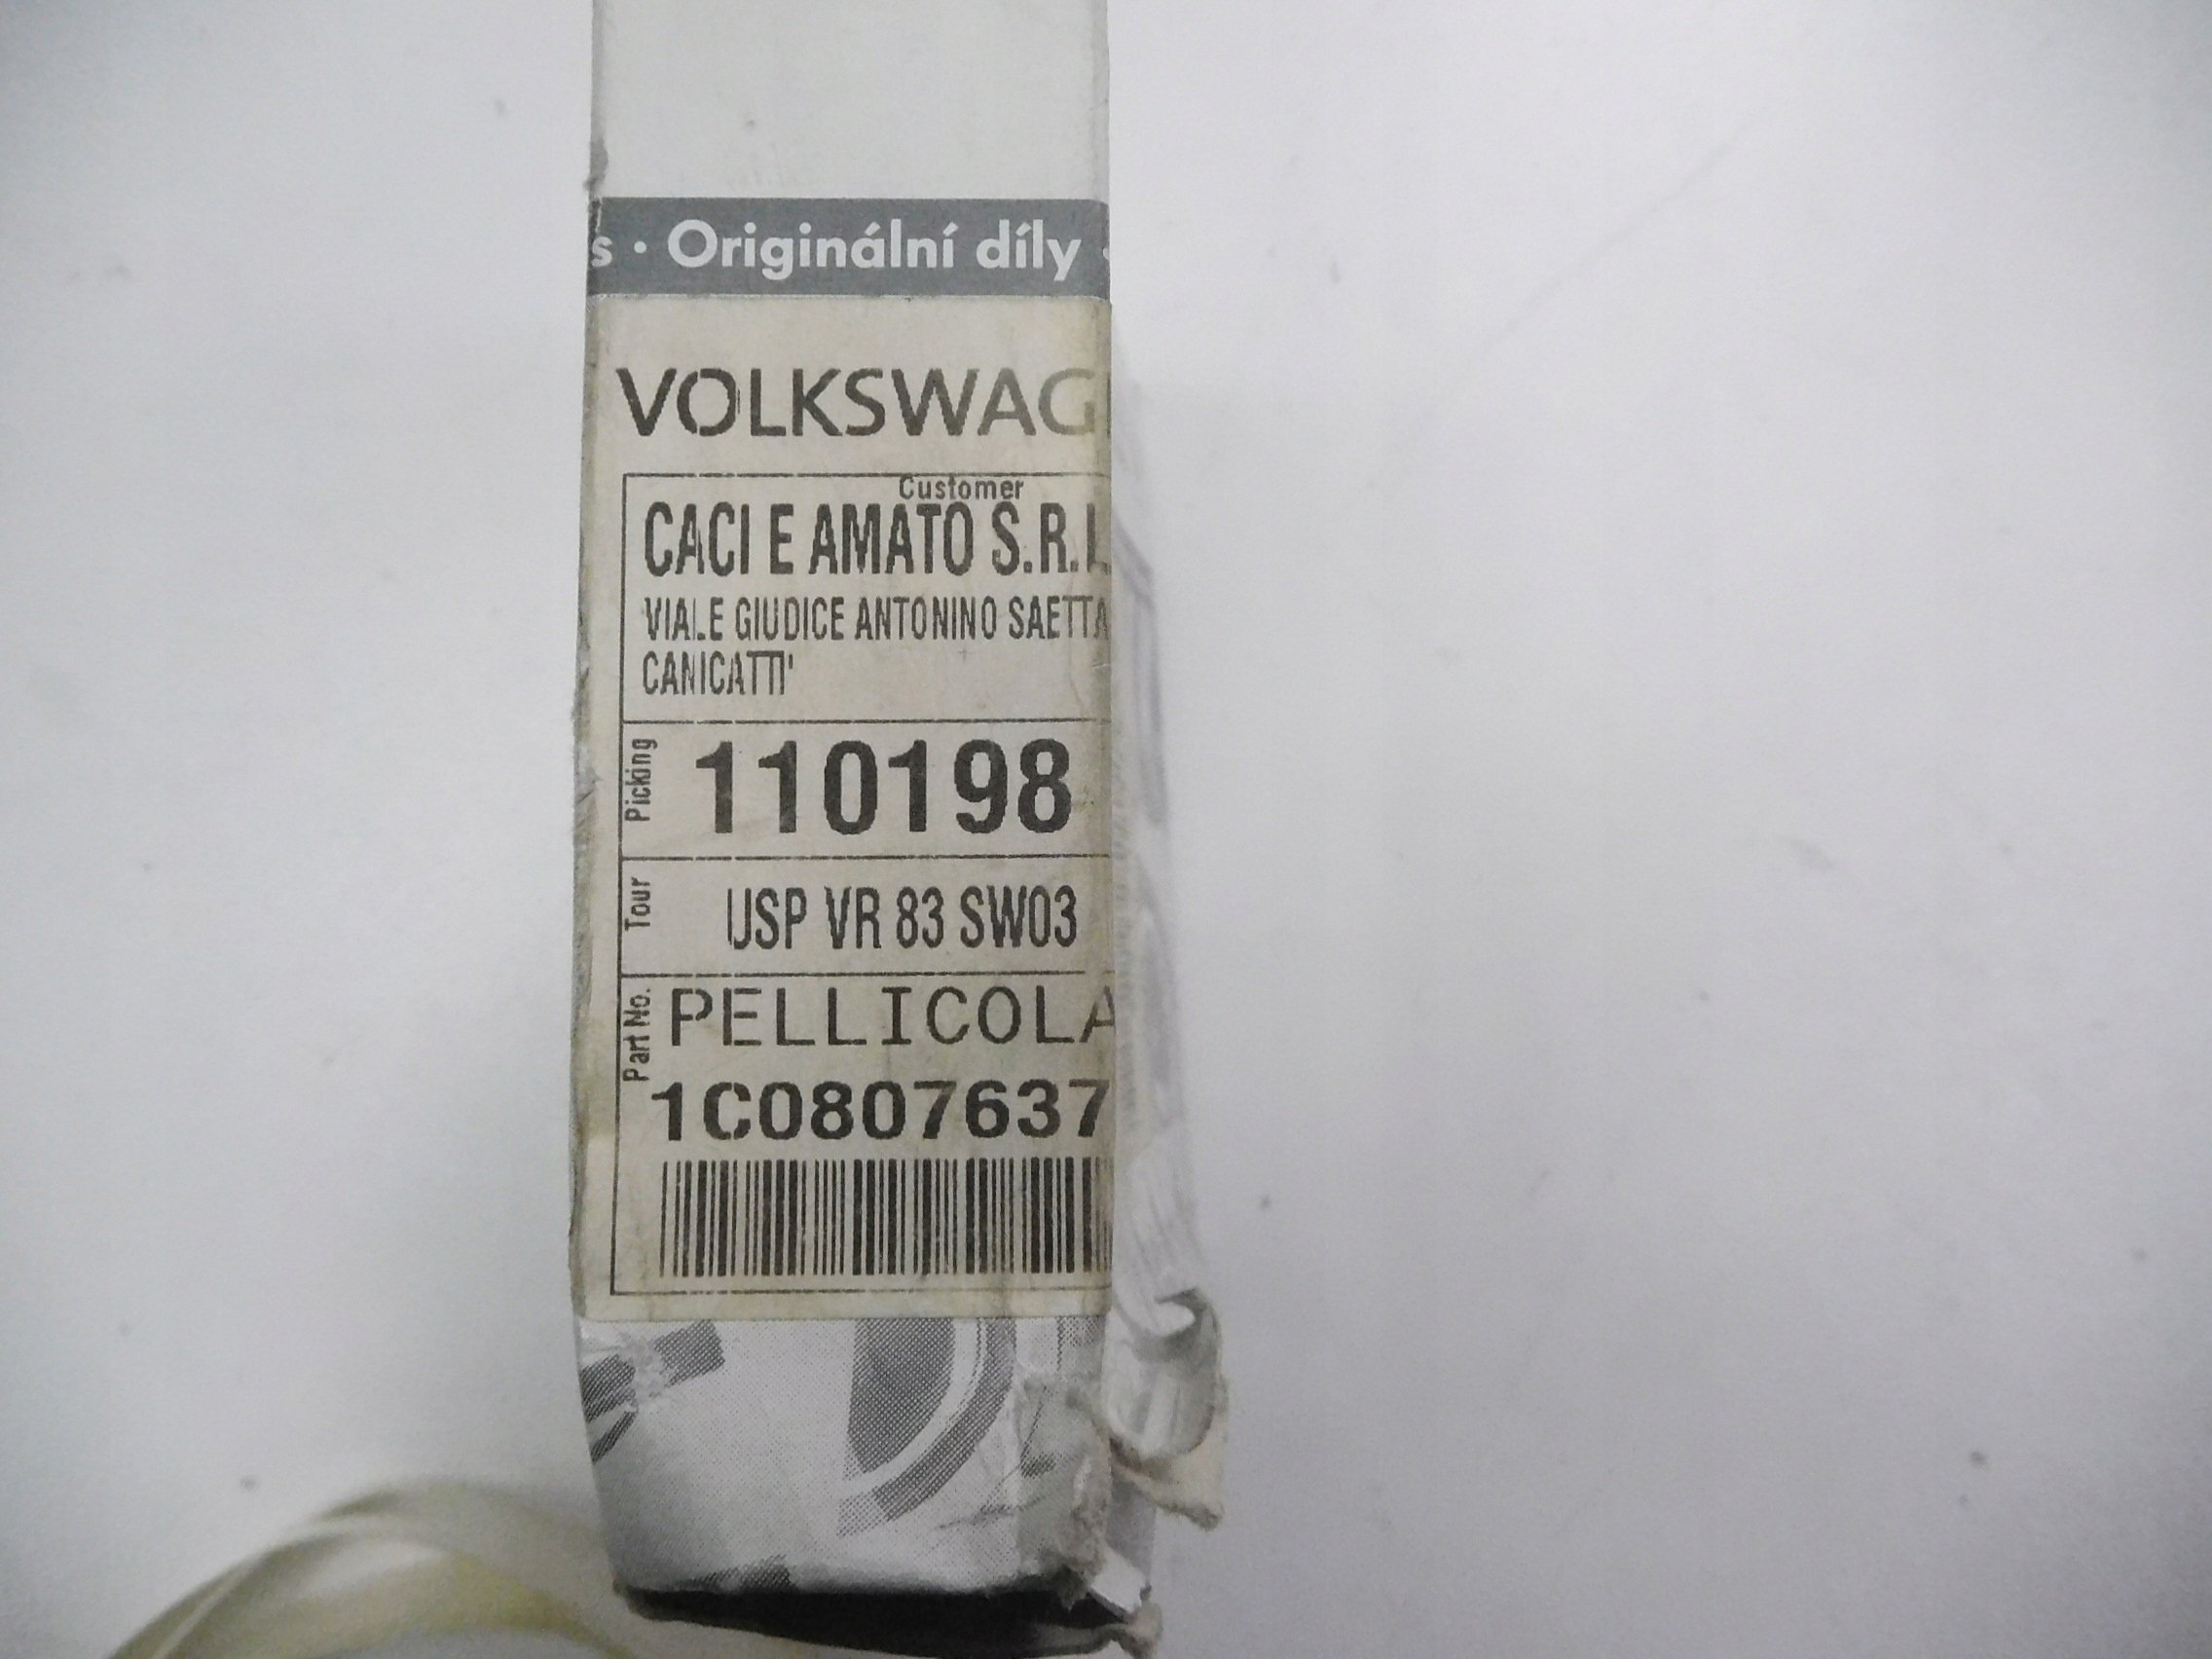 s · Originální díly ·
VOLKSWAG
Customer
CACI E AMATO S.R.L
VIALE GIUDICE ANTONINO SAETTA
CANICATTI'
Picking 110198
Tour USP VR 83 SW03
Part No. PELLICOLA
1C0807637